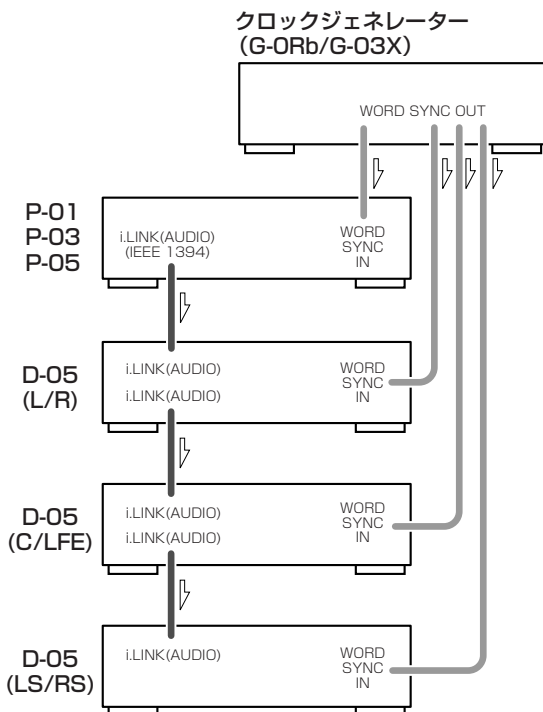 クロックジェネレーター
（G-0Rb/G-03X）
WORD SYNC OUT
P-01
P-03
P-05
i.LINK(AUDIO)
(IEEE 1394)
WORD
SYNC
IN
D-05
(L/R)
i.LINK(AUDIO)
i.LINK(AUDIO)
WORD
SYNC
IN
D-05
(C/LFE)
i.LINK(AUDIO)
i.LINK(AUDIO)
WORD
SYNC
IN
D-05
(LS/RS)
i.LINK(AUDIO)
WORD
SYNC
IN